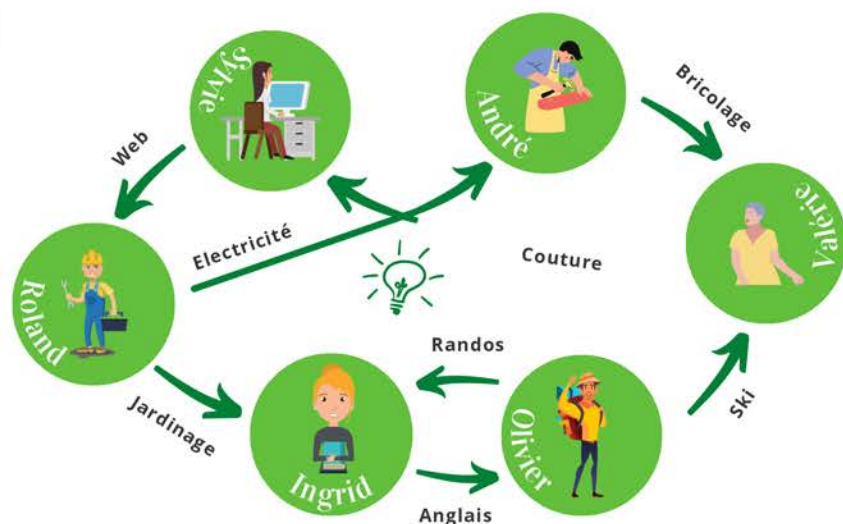 Sylvie
André
Bricolage
Web
Valérie
Electricité
Couture
Roland
Randos
Jardinage
Ski
Olivier
Ingrid
Anglais